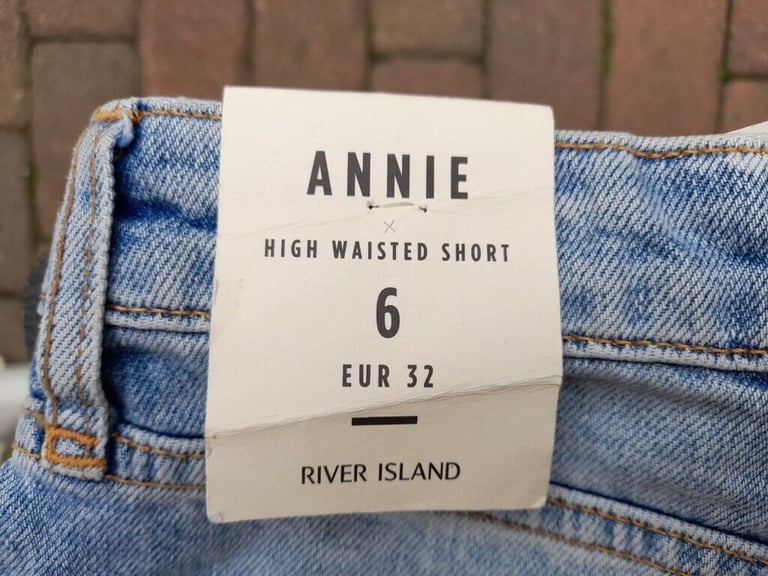 ANNIE
×
HIGH WAISTED SHORT
6
EUR 32
RIVER ISLAND